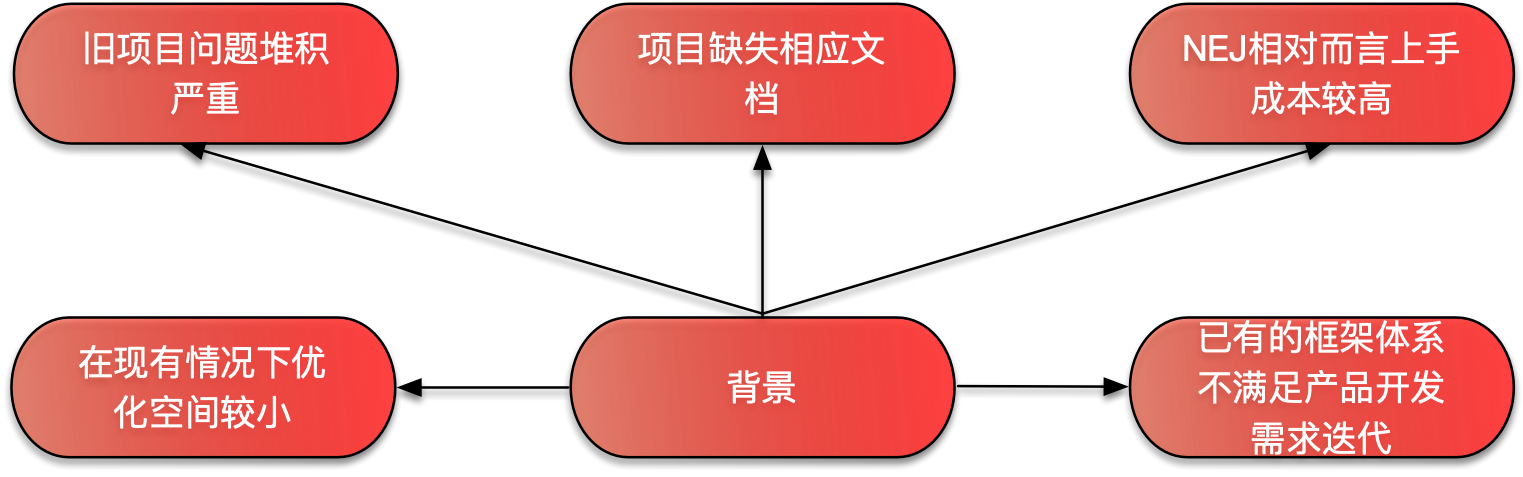 旧项目问题堆积
严重
项目缺失相应文
档
NEJ相对而言上手
成本较高
在现有情况下优
化空间较小
背景
已有的框架体系
不满足产品开发
需求迭代